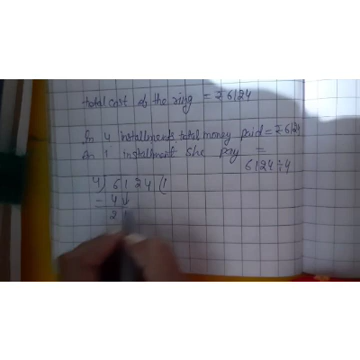 total cost of the ring = ₹6124
In 4 installments total money paid = ₹612
In 1 installment she pay =
6124÷4
4) 6124 (1
- 4↓
2